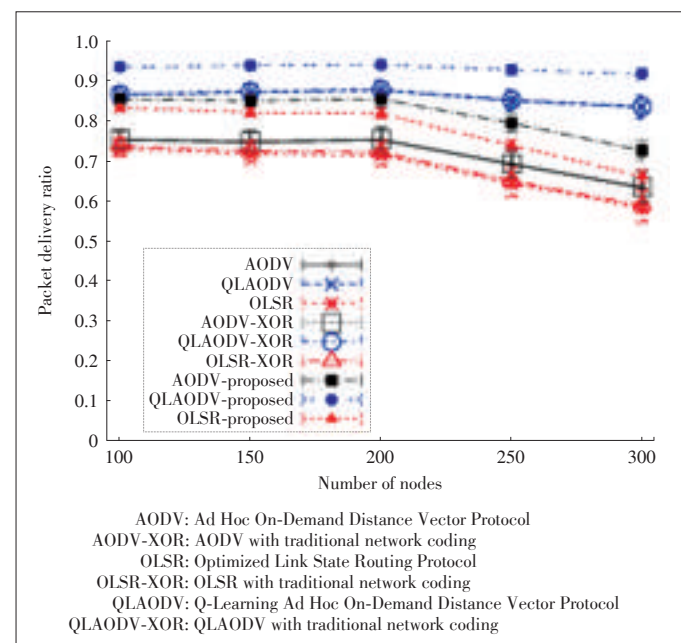 1.0
0.9
0.8
0.7
0.6
0.5
0.4
0.3
0.2
0.1
0
Packet delivery ratio
AODV
QLAODV
OLSR
AODV-XOR
QLAODV-XOR
OLSR-XOR
AODV-proposed
QLAODV-proposed
OLSR-proposed
100 150 200 250 300
Number of nodes
AODV: Ad Hoc On-Demand Distance Vector Protocol
AODV-XOR: AODV with traditional network coding
OLSR: Optimized Link State Routing Protocol
OLSR-XOR: OLSR with traditional network coding
QLAODV: Q-Learning Ad Hoc On-Demand Distance Vector Protocol
QLAODV-XOR: QLAODV with traditional network coding